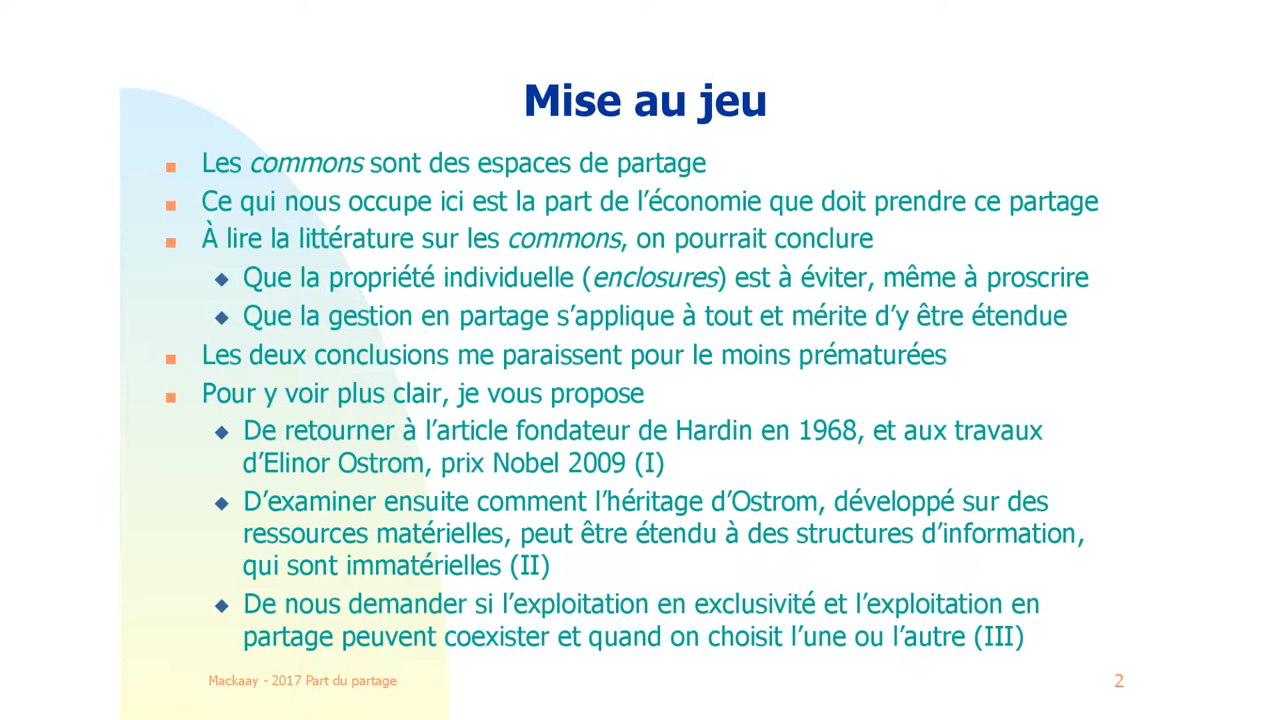 Mise au jeu
Les commons sont des espaces de partage
Ce qui nous occupe ici est la part de l’économie que doit prendre ce partage
À lire la littérature sur les commons, on pourrait conclure
Que la propriété individuelle (enclosures) est à éviter, même à proscrire
Que la gestion en partage s’applique à tout et mérite d’y être étendue
Les deux conclusions me paraissent pour le moins prématurées
Pour y voir plus clair, je vous propose
De retourner à l’article fondateur de Hardin en 1968, et aux travaux
d’Elinor Ostrom, prix Nobel 2009 (I)
D’examiner ensuite comment l’héritage d’Ostrom, développé sur des
ressources matérielles, peut être étendu à des structures d’information,
qui sont immatérielles (II)
De nous demander si l’exploitation en exclusivité et l’exploitation en
partage peuvent coexister et quand on choisit l’une ou l’autre (III)
Mackaay - 2017 Part du partage
2